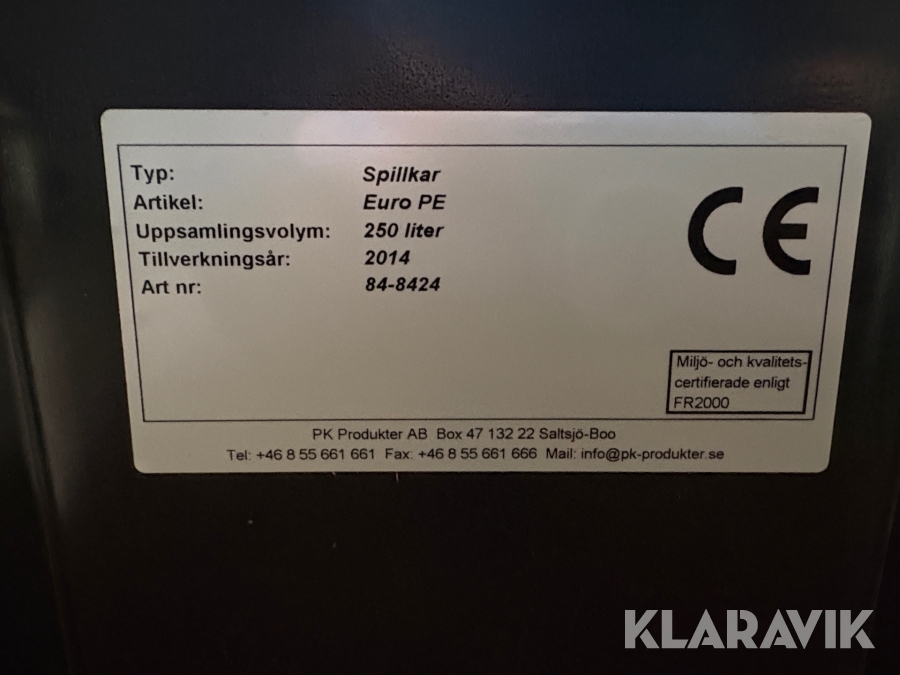 Typ: Spillkar
Artikel: Euro PE
Uppsamlingsvolym: 250 liter
Tillverkningsår: 2014
Art nr: 84-8424
CE
Miljö- och kvalitets-
certifierade enligt
FR2000
PK Produkter AB Box 47 132 22 Saltsjö-Boo
Tel: +46 8 55 661 661 Fax: +46 8 55 661 666 Mail: info@pk-produkter.se
KLARAVIK